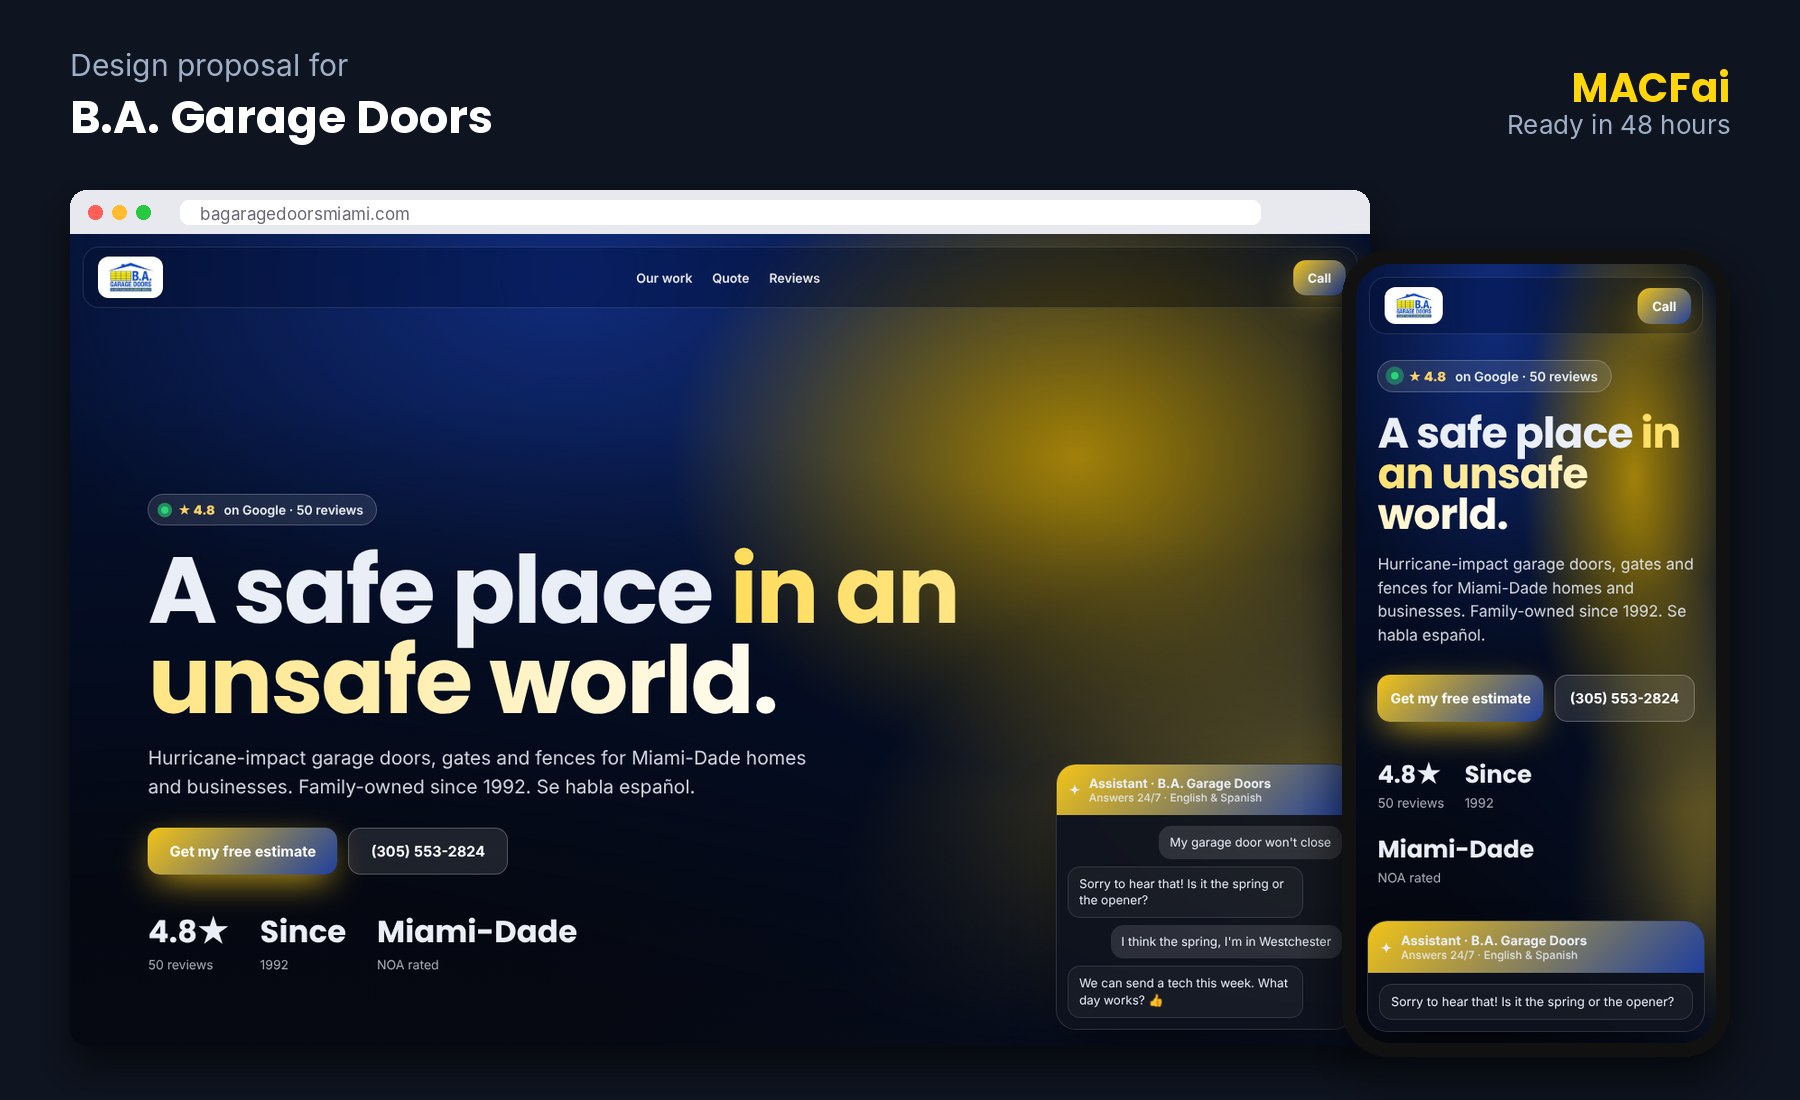 Design proposal for
B.A. Garage Doors
MACFai
Ready in 48 hours
bagaragedoorsmiami.com
B.A.
GARAGE DOORS
Our work Quote Reviews
Call
★ 4.8 on Google · 50 reviews
A safe place in an
unsafe world.
Hurricane-impact garage doors, gates and fences for Miami-Dade homes
and businesses. Family-owned since 1992. Se habla español.
Get my free estimate (305) 553-2824
4.8★ Since Miami-Dade
50 reviews 1992 NOA rated
Assistant · B.A. Garage Doors
Answers 24/7 · English & Spanish
My garage door won't close
Sorry to hear that! Is it the spring or
the opener?
I think the spring, I'm in Westchester
We can send a tech this week. What
day works? 👍
B.A.
GARAGE DOORS
Call
★ 4.8 on Google · 50 reviews
A safe place in
an unsafe
world.
Hurricane-impact garage doors, gates and
fences for Miami-Dade homes and
businesses. Family-owned since 1992. Se
habla español.
Get my free estimate (305) 553-2824
4.8★ Since
50 reviews 1992
Miami-Dade
NOA rated
Assistant · B.A. Garage Doors
Answers 24/7 · English & Spanish
Sorry to hear that! Is it the spring or the opener?